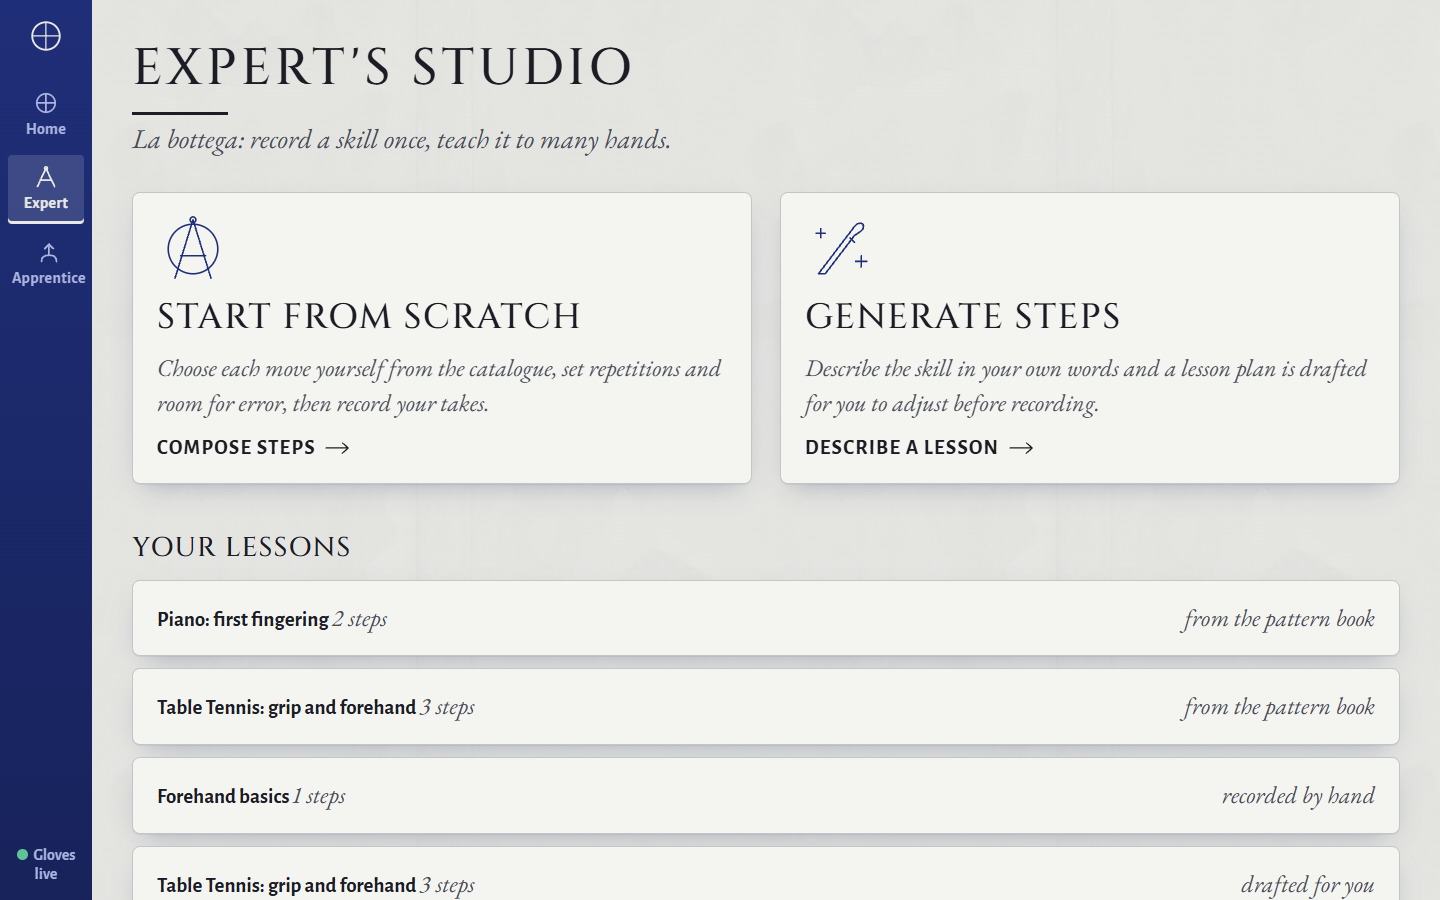 Home
Expert
Apprentice
Gloves
live
EXPERT'S STUDIO
La bottega: record a skill once, teach it to many hands.
START FROM SCRATCH
Choose each move yourself from the catalogue, set repetitions and
room for error, then record your takes.
COMPOSE STEPS →
GENERATE STEPS
Describe the skill in your own words and a lesson plan is drafted
for you to adjust before recording.
DESCRIBE A LESSON →
YOUR LESSONS
Piano: first fingering 2 steps from the pattern book
Table Tennis: grip and forehand 3 steps from the pattern book
Forehand basics 1 steps recorded by hand
Table Tennis: grip and forehand 3 steps drafted for you